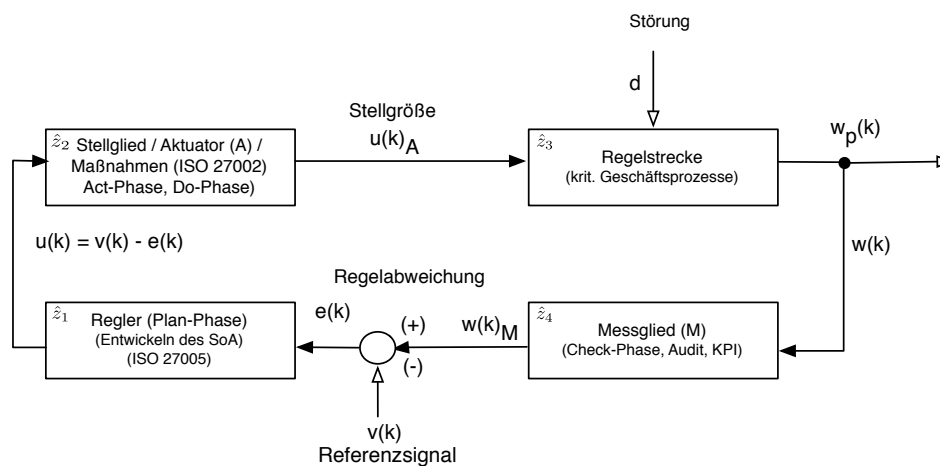 Störung
d
Stellgröße
u(k)A
ẑ2 Stellglied / Aktuator (A) /
Maßnahmen (ISO 27002)
Act-Phase, Do-Phase)
ẑ3
Regelstrecke
(krit. Geschäftsprozesse)
wp(k)
w(k)
u(k) = v(k) - e(k)
Regelabweichung
e(k)
ẑ1
Regler (Plan-Phase)
(Entwickeln des SoA)
(ISO 27005)
(+)
(-)
w(k)M
ẑ4
Messglied (M)
(Check-Phase, Audit, KPI)
v(k)
Referenzsignal